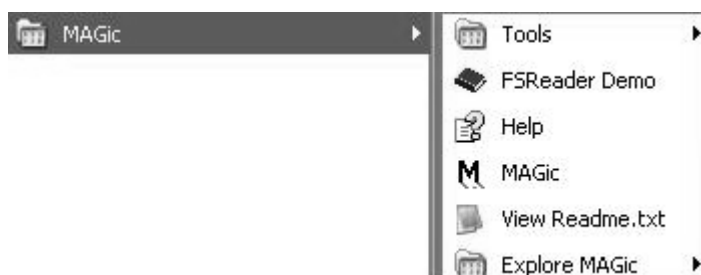 MAGic
Tools
FSReader Demo
Help
MAGic
View Readme.txt
Explore MAGic